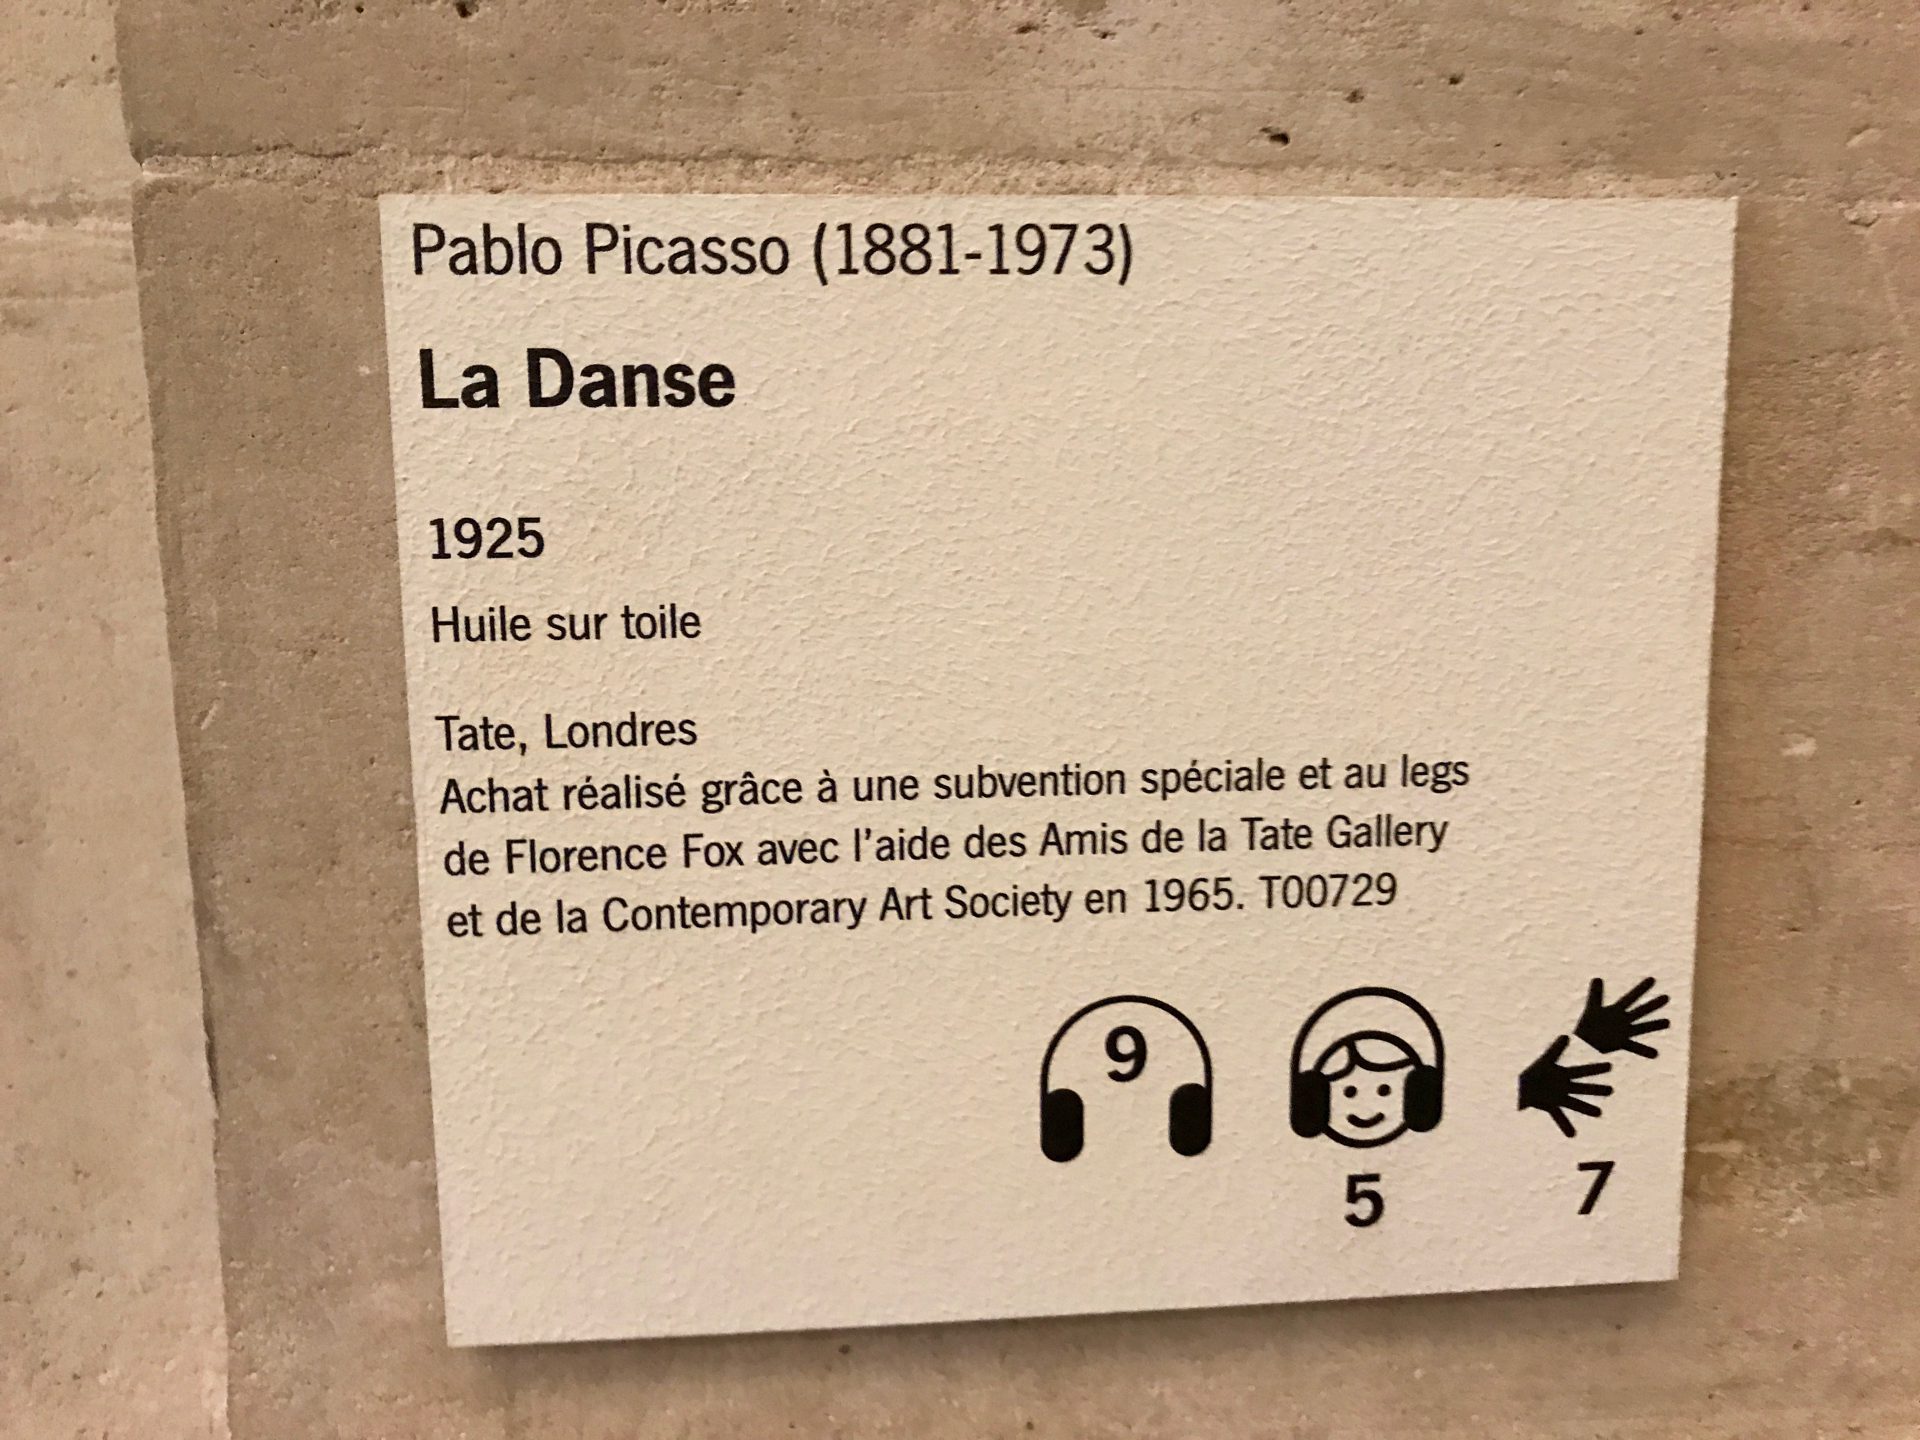 Pablo Picasso (1881-1973)
La Danse
1925
Huile sur toile
Tate, Londres
Achat réalisé grâce à une subvention spéciale et au legs
de Florence Fox avec l'aide des Amis de la Tate Gallery
et de la Contemporary Art Society en 1965. T00729
9
5
7